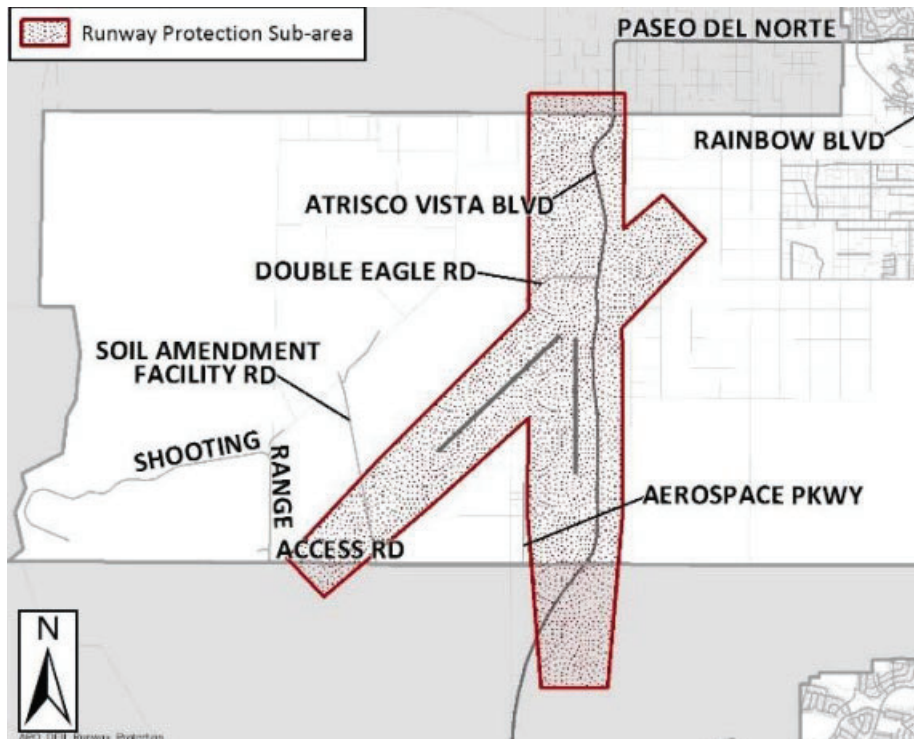 Runway Protection Sub-area
PASEO DEL NORTE
RAINBOW BLVD
ATRISCO VISTA BLVD
DOUBLE EAGLE RD
SOIL AMENDMENT
FACILITY RD
SHOOTING
RANGE
ACCESS RD
AEROSPACE PKWY
N